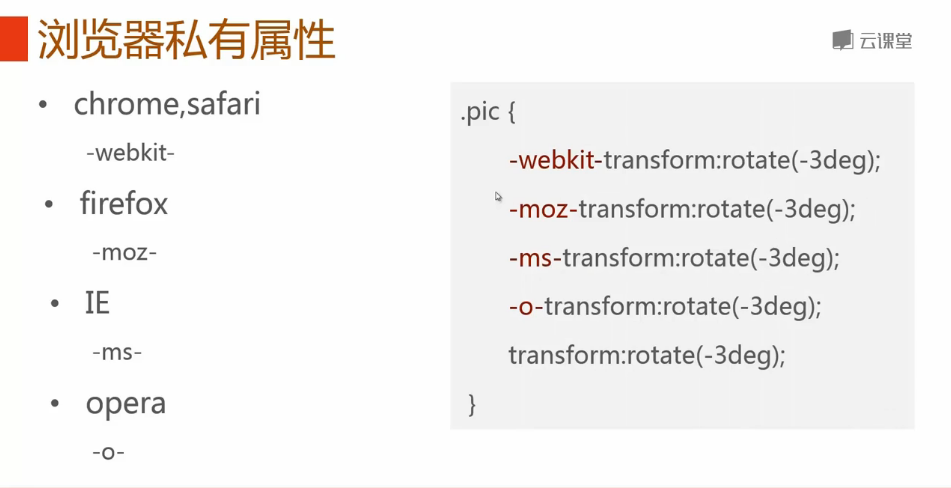 浏览器私有属性
云课堂
• chrome,safari
-webkit-
• firefox
-moz-
• IE
-ms-
• opera
-o-
.pic {
-webkit-transform:rotate(-3deg);
-moz-transform:rotate(-3deg);
-ms-transform:rotate(-3deg);
-o-transform:rotate(-3deg);
transform:rotate(-3deg);
}